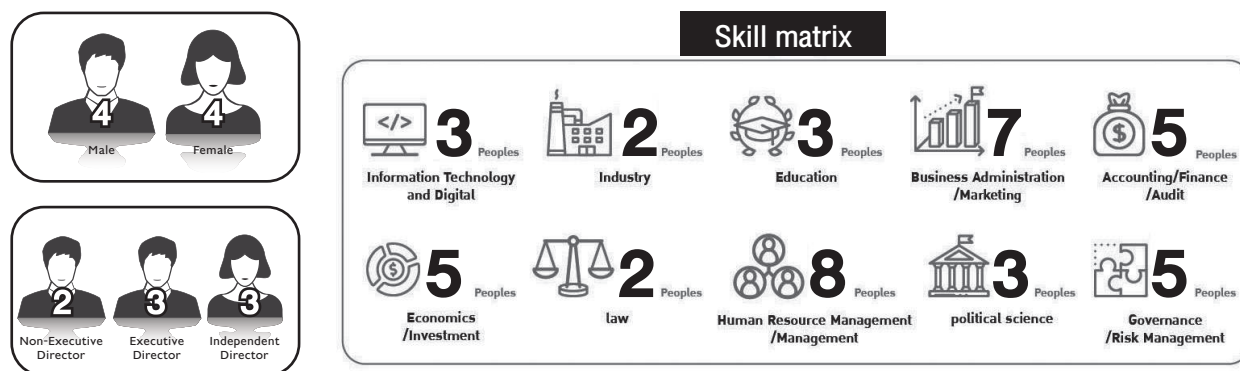 4
Male
4
Female
2
Non-Executive
Director
3
Executive
Director
3
Independent
Director
Skill matrix
</>
3 Peoples
Information Technology
and Digital
2 Peoples
Industry
3 Peoples
Education
7 Peoples
Business Administration
/Marketing
$
5 Peoples
Accounting/Finance
/Audit
$
5 Peoples
Economics
/Investment
2 Peoples
law
8 Peoples
Human Resource Management
/Management
3 Peoples
political science
5 Peoples
Governance
/Risk Management